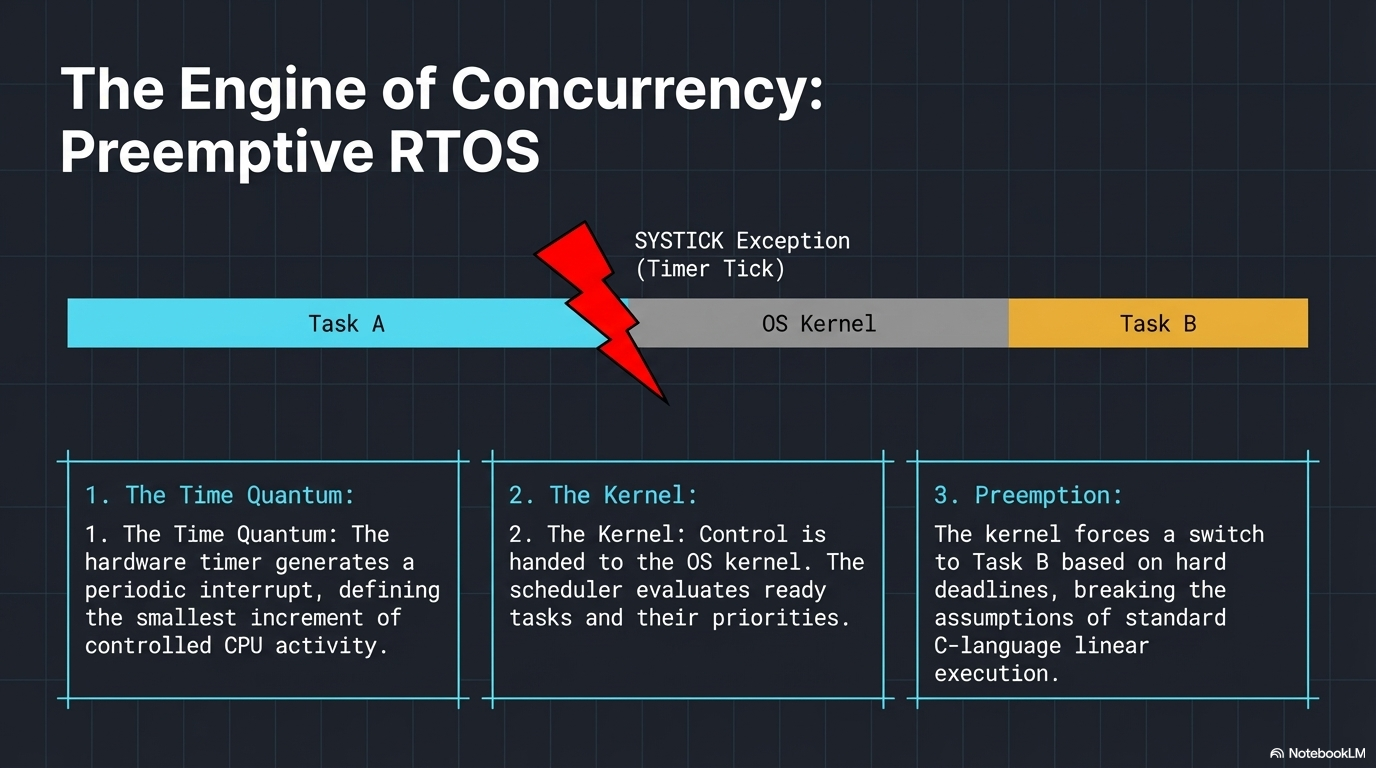 The Engine of Concurrency:
Preemptive RTOS
SYSTICK Exception
(Timer Tick)
Task A
OS Kernel
Task B
1. The Time Quantum:
1. The Time Quantum: The
hardware timer generates a
periodic interrupt, defining
the smallest increment of
controlled CPU activity.
2. The Kernel:
2. The Kernel: Control is
handed to the OS kernel. The
scheduler evaluates ready
tasks and their priorities.
3. Preemption:
The kernel forces a switch
to Task B based on hard
deadlines, breaking the
assumptions of standard
C-language linear
execution.
NotebookLM